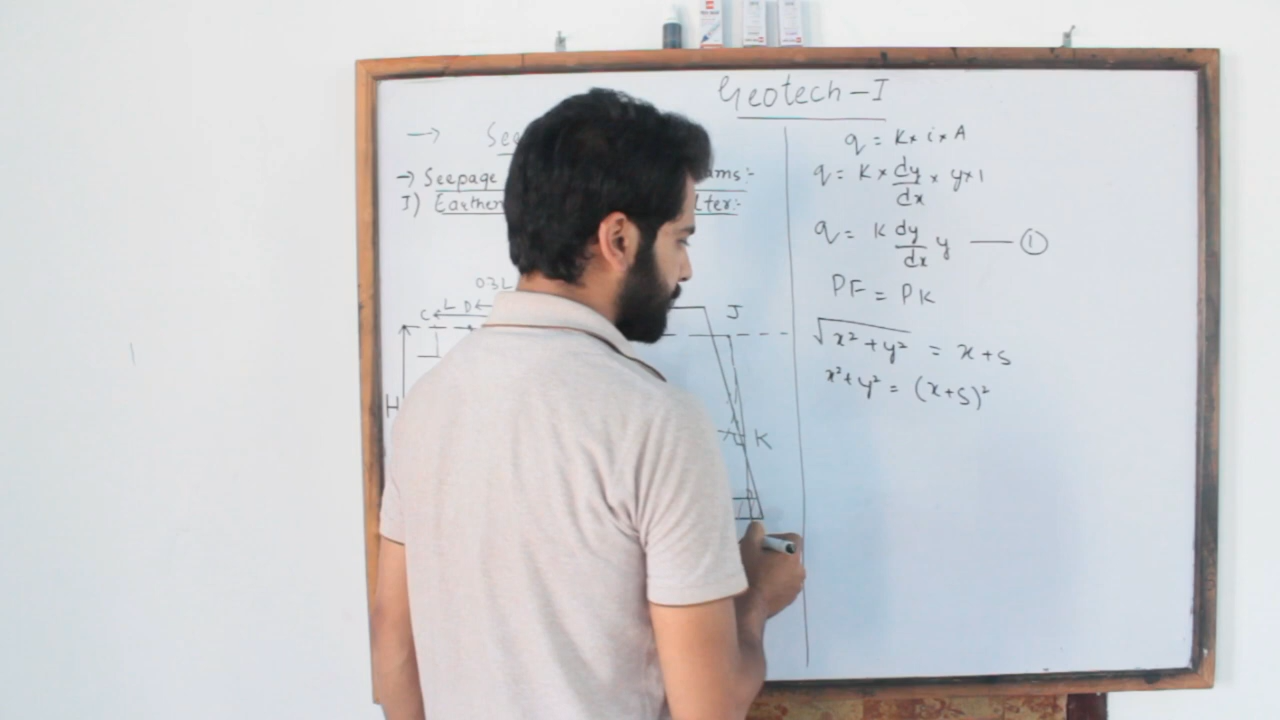 Geotech-I
→ See
→ Seepage ams:-
I) Earthen lter:-
0.3L
C L D
J
H
K
q = K × i × A
q = K × dy/dx × y×1
q = K dy/dx y —— ①
PF = PK
√x² + y² = x + S
x² + y² = (x + S)²